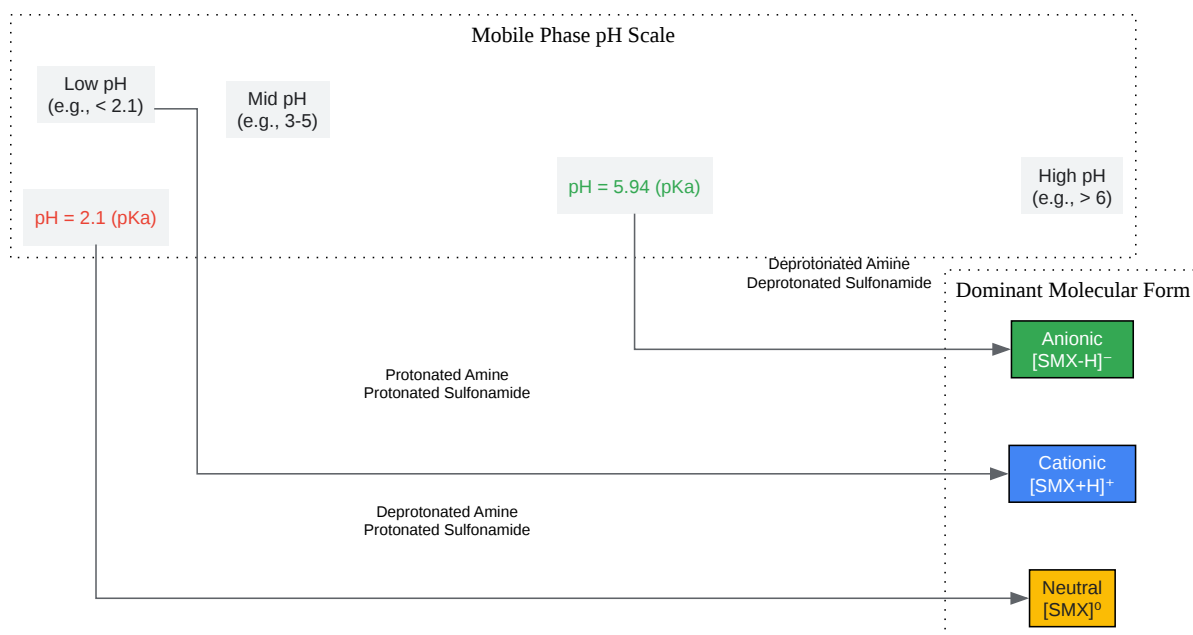 Mobile Phase pH Scale
Low pH
(e.g., < 2.1)
Mid pH
(e.g., 3-5)
pH = 5.94 (pKa)
High pH
(e.g., > 6)
pH = 2.1 (pKa)
Deprotonated Amine
Deprotonated Sulfonamide
Dominant Molecular Form
Anionic
[SMX-H]⁻
Protonated Amine
Protonated Sulfonamide
Cationic
[SMX+H]⁺
Deprotonated Amine
Protonated Sulfonamide
Neutral
[SMX]⁰